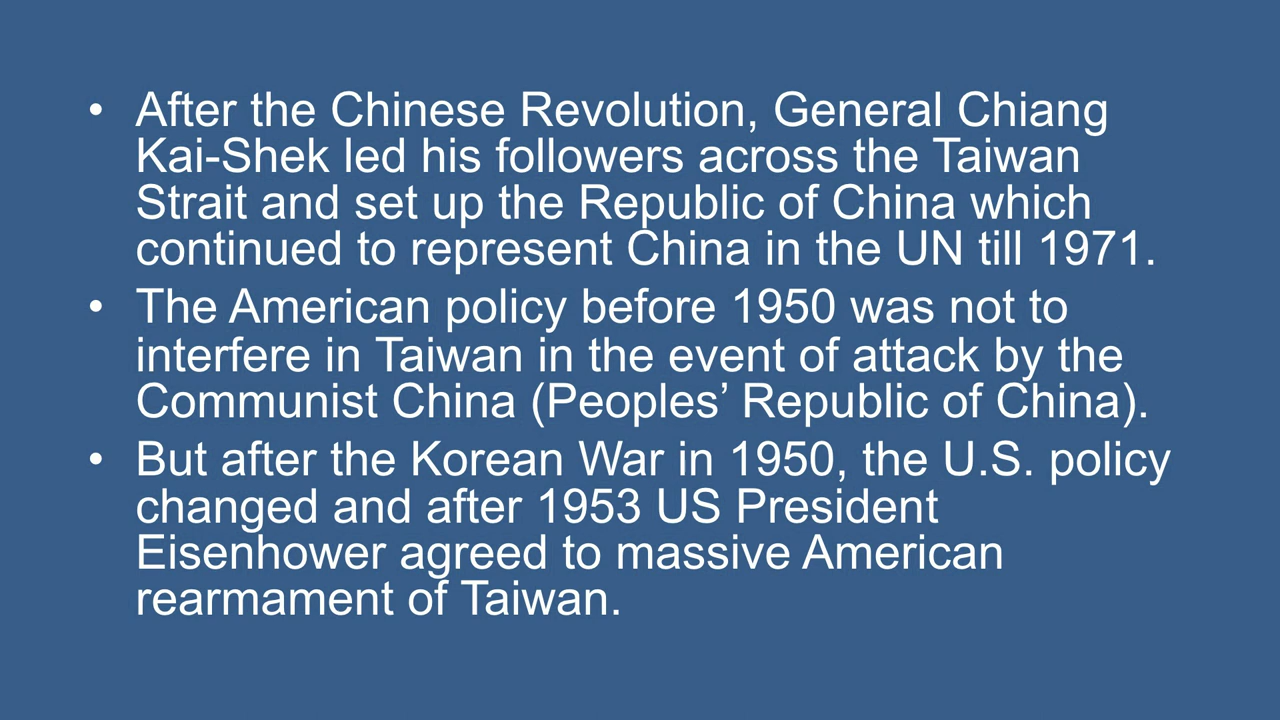 • After the Chinese Revolution, General Chiang
Kai-Shek led his followers across the Taiwan
Strait and set up the Republic of China which
continued to represent China in the UN till 1971.
• The American policy before 1950 was not to
interfere in Taiwan in the event of attack by the
Communist China (Peoples’ Republic of China).
• But after the Korean War in 1950, the U.S. policy
changed and after 1953 US President
Eisenhower agreed to massive American
rearmament of Taiwan.